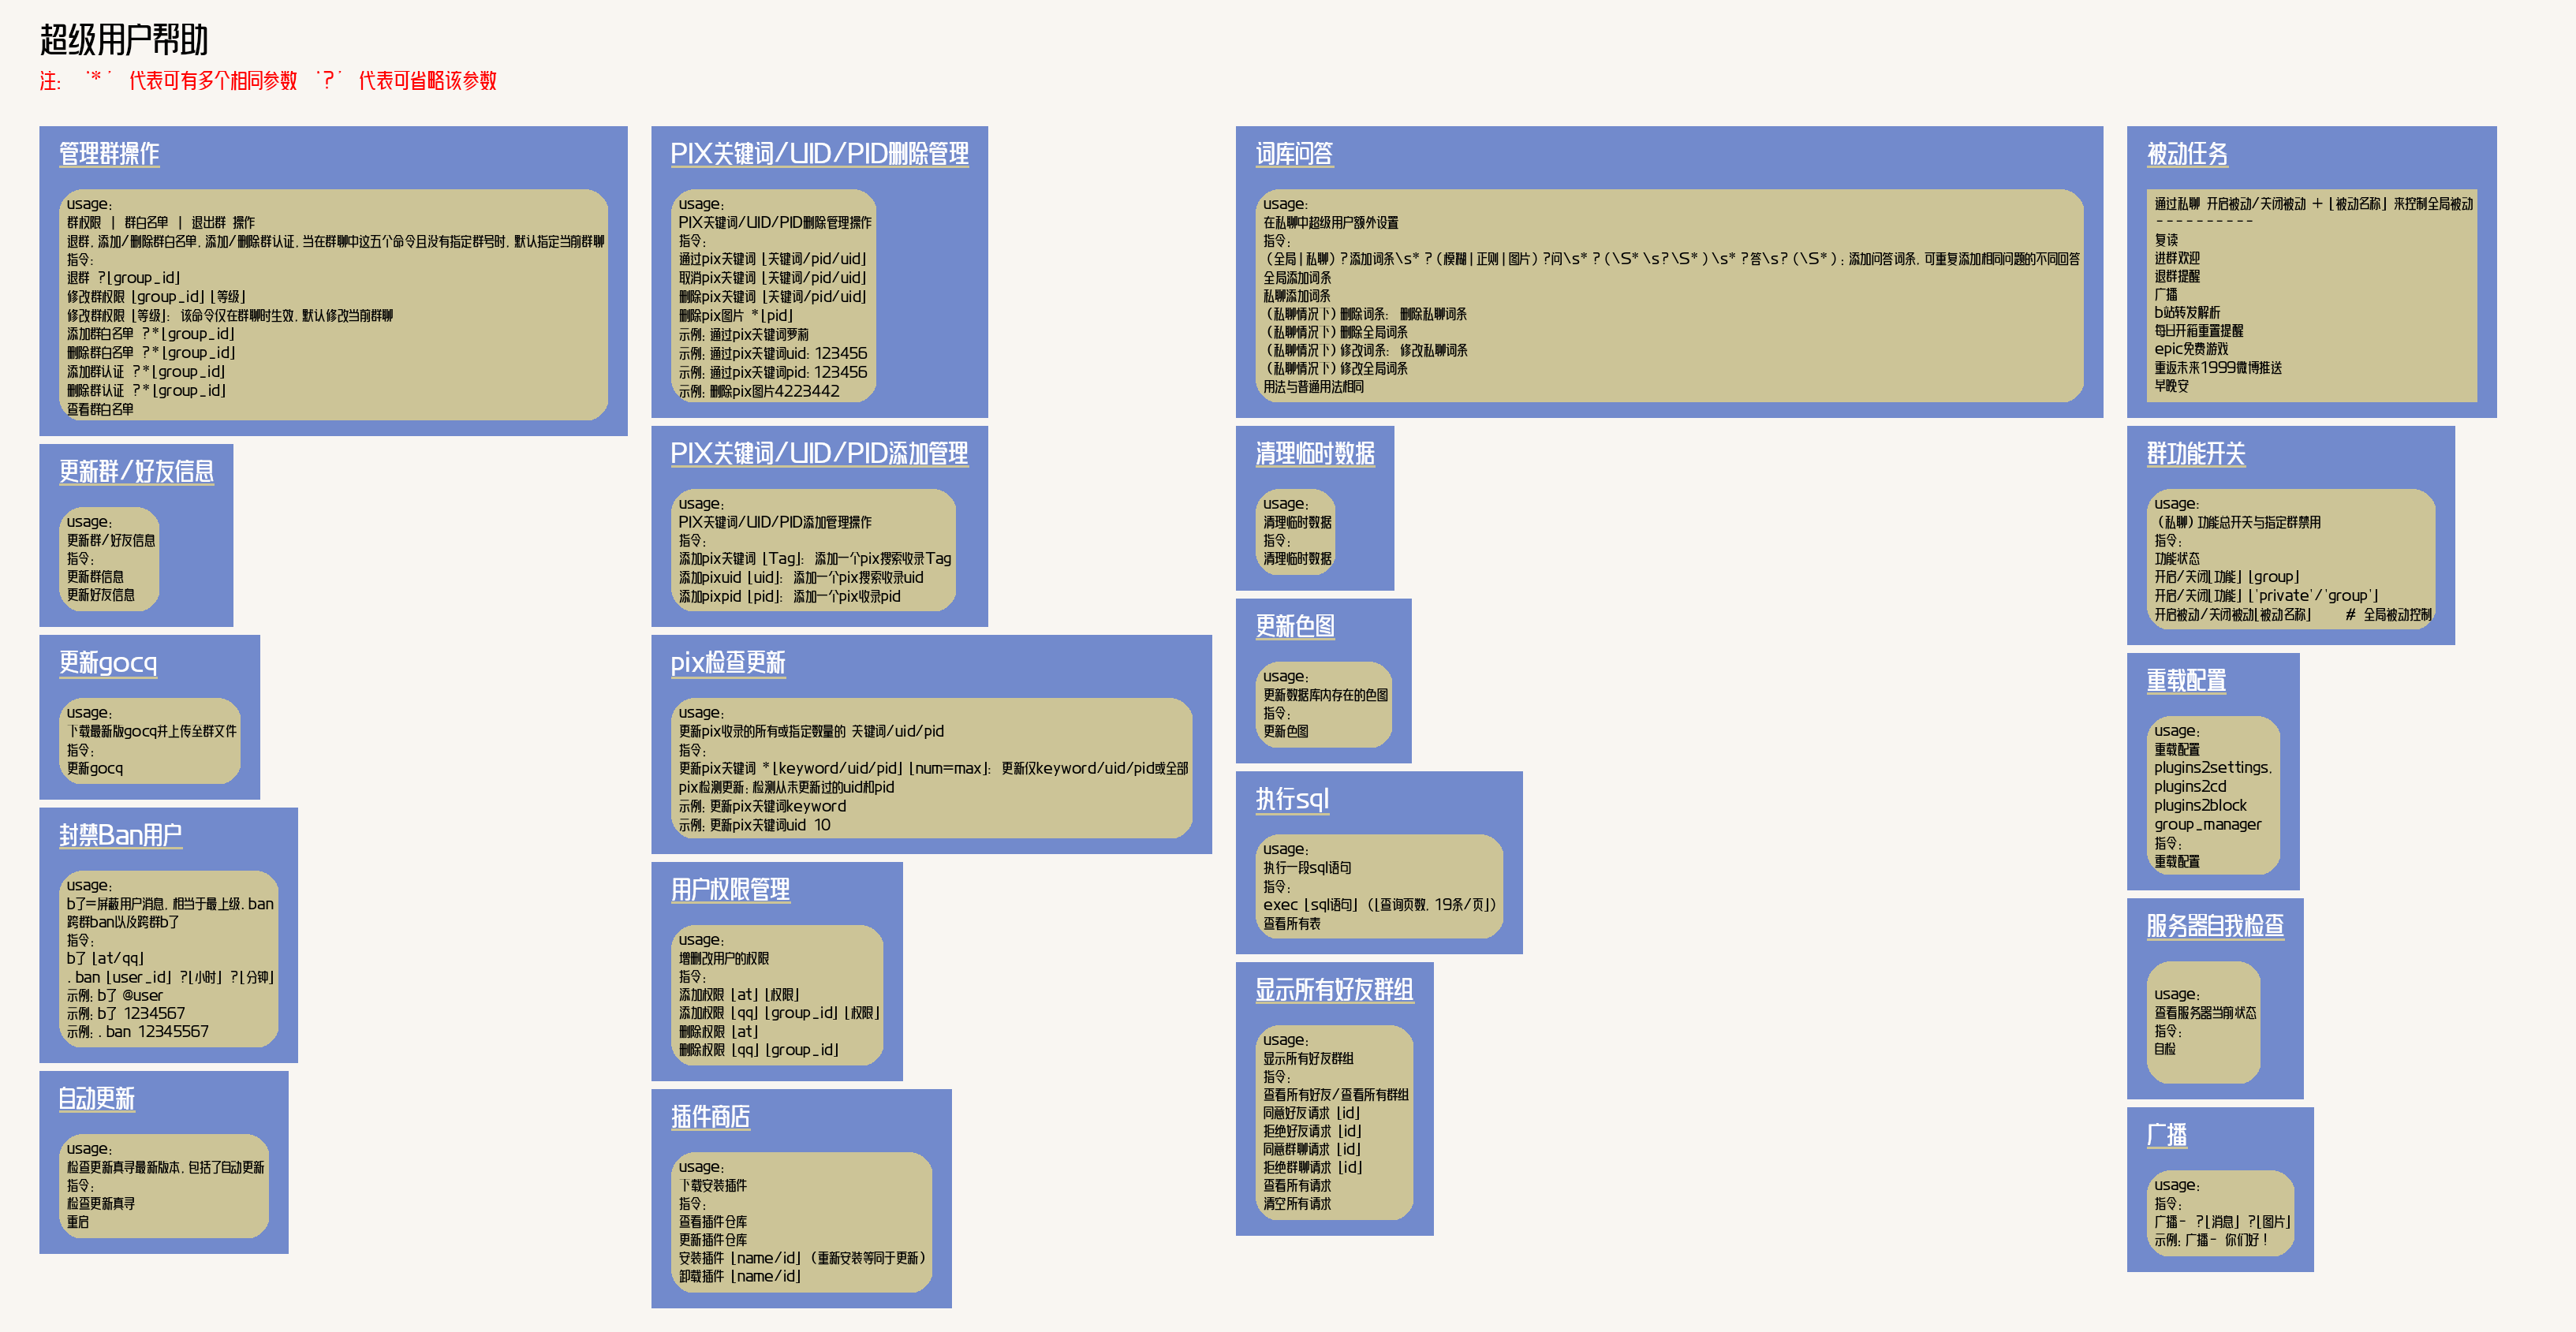 超级用户帮助
注: '*' 代表可有多个相同参数 '?' 代表可省略该参数
管理群操作
usage:
群权限 | 群白名单 | 退出群 操作
退群,添加/删除群白名单,添加/删除群认证,当在群聊中这五个命令且没有指定群号时,默认指定当前群聊
指令:
退群 ?[group_id]
修改群权限 [group_id] [等级]
修改群权限 [等级]: 该命令仅在群聊时生效,默认修改当前群聊
添加群白名单 ?*[group_id]
删除群白名单 ?*[group_id]
添加群认证 ?*[group_id]
删除群认证 ?*[group_id]
查看群白名单
更新群/好友信息
usage:
更新群/好友信息
指令:
更新群信息
更新好友信息
更新gocq
usage:
下载最新版gocq并上传至群文件
指令:
更新gocq
封禁Ban用户
usage:
b了=屏蔽用户消息,相当于最上级.ban
跨群ban以及跨群b了
指令:
b了 [at/qq]
.ban [user_id] ?[小时] ?[分钟]
示例:b了 @user
示例:b了 1234567
示例:.ban 12345567
自动更新
usage:
检查更新真寻最新版本,包括了自动更新
指令:
检查更新真寻
重启
PIX关键词/UID/PID删除管理
usage:
PIX关键词/UID/PID删除管理操作
指令:
通过pix关键词 [关键词/pid/uid]
取消pix关键词 [关键词/pid/uid]
删除pix关键词 [关键词/pid/uid]
删除pix图片 *[pid]
示例:通过pix关键词萝莉
示例:通过pix关键词uid:123456
示例:通过pix关键词pid:123456
示例:删除pix图片4223442
PIX关键词/UID/PID添加管理
usage:
PIX关键词/UID/PID添加管理操作
指令:
添加pix关键词 [Tag]: 添加一个pix搜索收录Tag
添加pixuid [uid]: 添加一个pix搜索收录uid
添加pixpid [pid]: 添加一个pix收录pid
pix检查更新
usage:
更新pix收录的所有或指定数量的 关键词/uid/pid
指令:
更新pix关键词 *[keyword/uid/pid] [num=max]: 更新仅keyword/uid/pid或全部
pix检测更新:检测从未更新过的uid和pid
示例:更新pix关键词keyword
示例:更新pix关键词uid 10
用户权限管理
usage:
增删改用户的权限
指令:
添加权限 [at] [权限]
添加权限 [qq] [group_id] [权限]
删除权限 [at]
删除权限 [qq] [group_id]
插件商店
usage:
下载安装插件
指令:
查看插件仓库
更新插件仓库
安装插件 [name/id] (重新安装等同于更新)
卸载插件 [name/id]
词库问答
usage:
在私聊中超级用户额外设置
指令:
(全局|私聊)?添加词条\s*?(模糊|正则|图片)?问\s*?(\S*\s?\S*)\s*?答\s?(\S*):添加问答词条,可重复添加相同问题的不同回答
全局添加词条
私聊添加词条
(私聊情况下)删除词条: 删除私聊词条
(私聊情况下)删除全局词条
(私聊情况下)修改词条: 修改私聊词条
(私聊情况下)修改全局词条
用法与普通用法相同
清理临时数据
usage:
清理临时数据
指令:
清理临时数据
更新色图
usage:
更新数据库内存在的色图
指令:
更新色图
执行sql
usage:
执行一段sql语句
指令:
exec [sql语句] ([查询页数,19条/页])
查看所有表
显示所有好友群组
usage:
显示所有好友群组
指令:
查看所有好友/查看所有群组
同意好友请求 [id]
拒绝好友请求 [id]
同意群聊请求 [id]
拒绝群聊请求 [id]
查看所有请求
清空所有请求
被动任务
通过私聊 开启被动/关闭被动 + [被动名称] 来控制全局被动
----------
复读
进群欢迎
退群提醒
广播
b站转发解析
每日开箱重置提醒
epic免费游戏
重返未来1999微博推送
早晚安
群功能开关
usage:
(私聊)功能总开关与指定群禁用
指令:
功能状态
开启/关闭[功能] [group]
开启/关闭[功能] ['private'/'group']
开启被动/关闭被动[被动名称] # 全局被动控制
重载配置
usage:
重载配置
plugins2settings,
plugins2cd
plugins2block
group_manager
指令:
重载配置
服务器自我检查
usage:
查看服务器当前状态
指令:
自检
广播
usage:
指令:
广播- ?[消息] ?[图片]
示例:广播- 你们好!